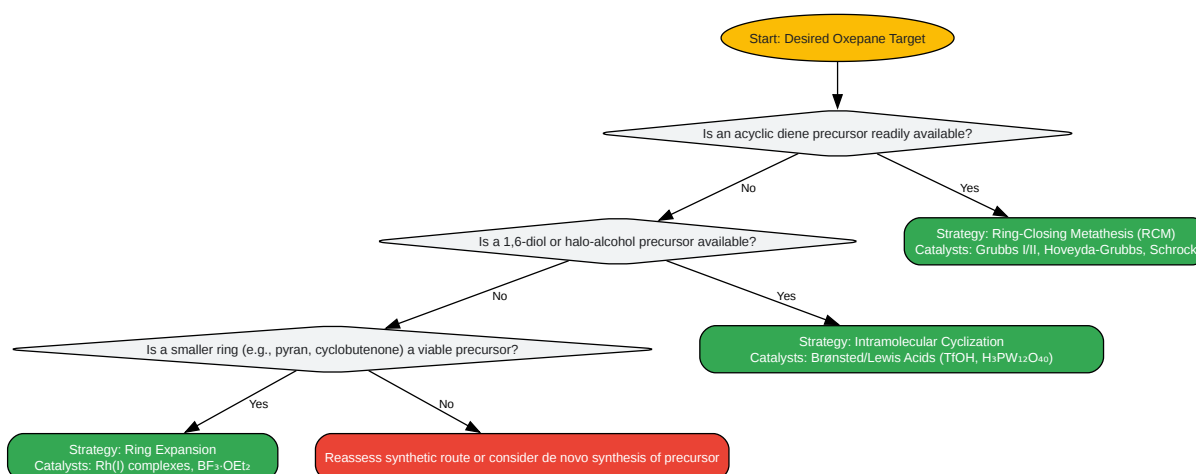 Start: Desired Oxepane Target
Is an acyclic diene precursor readily available?
No
Yes
Strategy: Ring-Closing Metathesis (RCM)
Catalysts: Grubbs I/II, Hoveyda-Grubbs, Schrock
Is a 1,6-diol or halo-alcohol precursor available?
No
Yes
Strategy: Intramolecular Cyclization
Catalysts: Brønsted/Lewis Acids (TfOH, H₃PW₁₂O₄₀)
Is a smaller ring (e.g., pyran, cyclobutenone) a viable precursor?
Yes
No
Strategy: Ring Expansion
Catalysts: Rh(I) complexes, BF₃·OEt₂
Reassess synthetic route or consider de novo synthesis of precursor